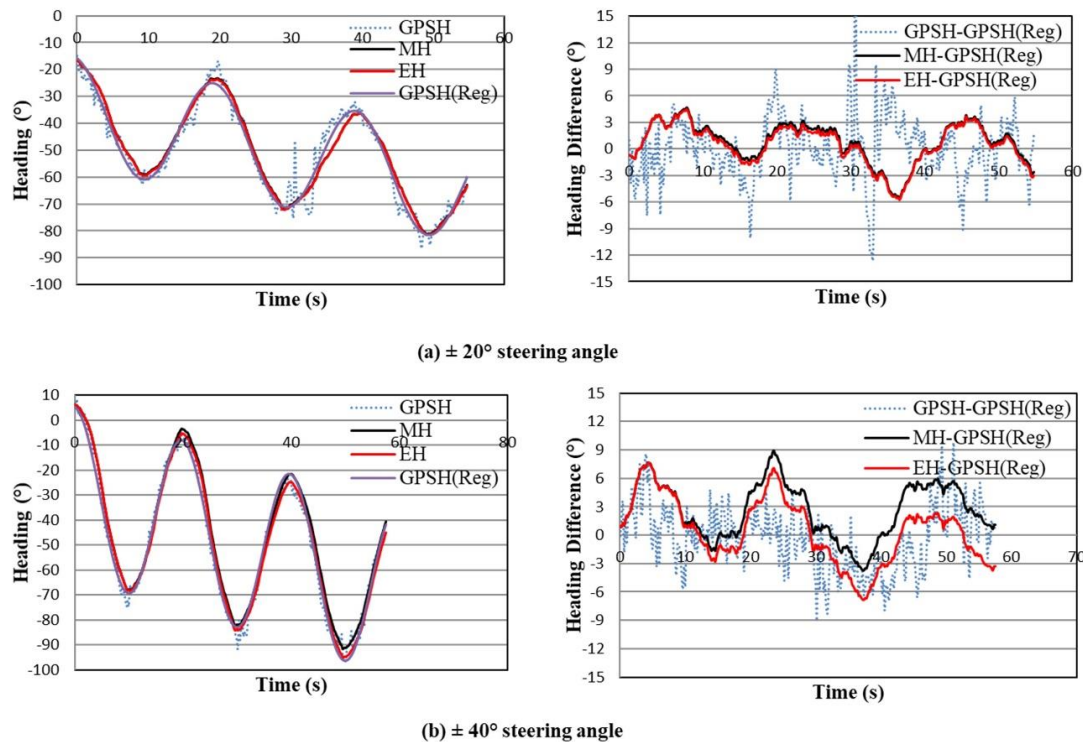 0
-10
-20
-30
-40
-50
-60
-70
-80
-90
-100
Heading (°)
0 10 20 30 40 50 60
Time (s)
GPSH
MH
EH
GPSH(Reg)
15
12
9
6
3
0
-3
-6
-9
-12
-15
Heading Difference (°)
0 10 20 30 40 50 60
Time (s)
GPSH-GPSH(Reg)
MH-GPSH(Reg)
EH-GPSH(Reg)
(a) ± 20° steering angle
10
0
-10
-20
-30
-40
-50
-60
-70
-80
-90
-100
Heading (°)
0 20 40 60 80
Time (s)
GPSH
MH
EH
GPSH(Reg)
15
12
9
6
3
0
-3
-6
-9
-12
-15
Heading Difference (°)
0 10 20 30 40 50 60 70
Time (s)
GPSH-GPSH(Reg)
MH-GPSH(Reg)
EH-GPSH(Reg)
(b) ± 40° steering angle